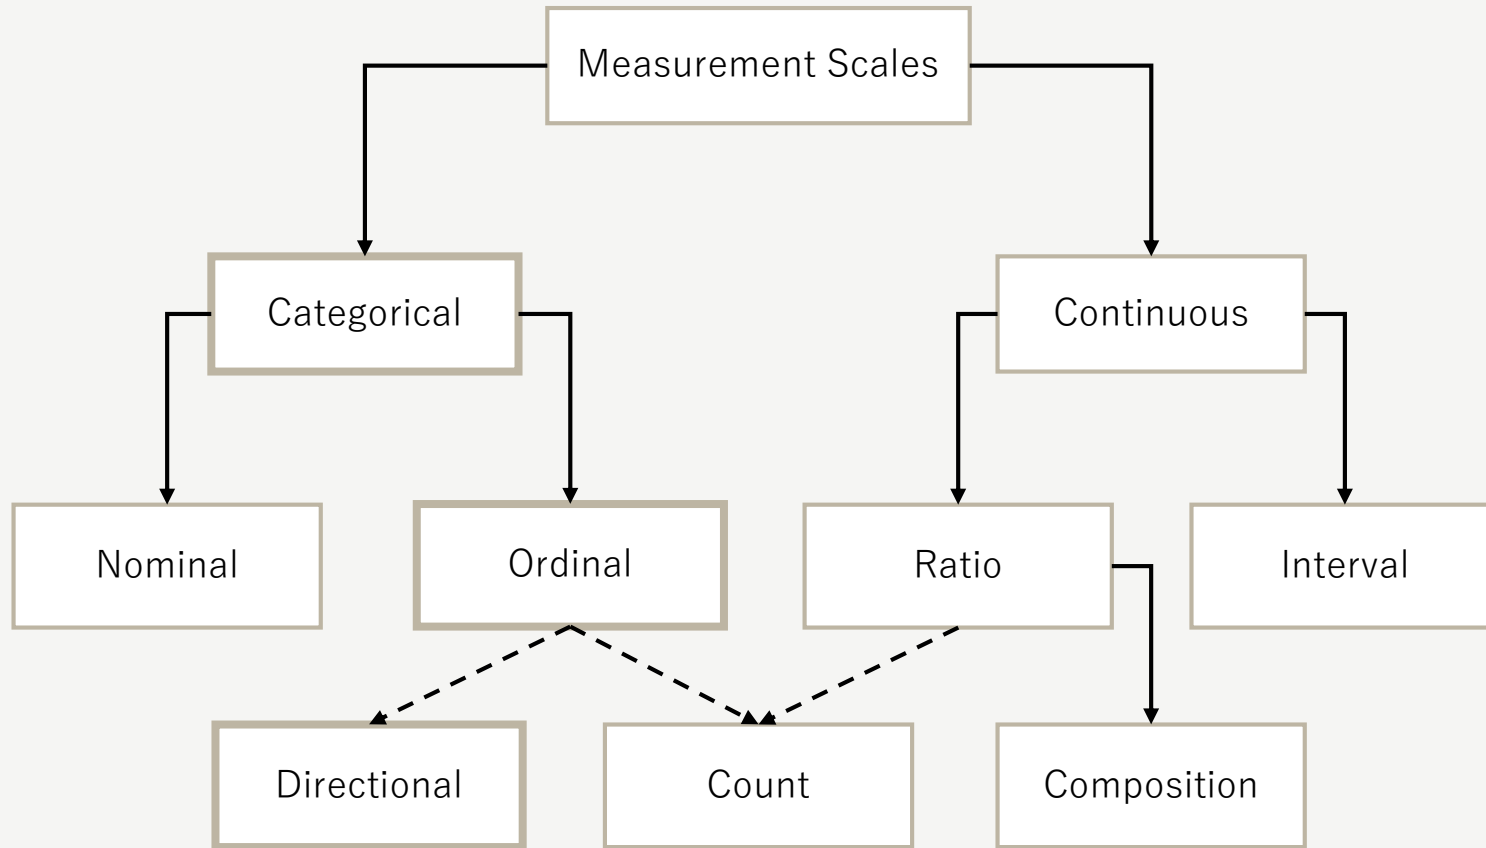 Measurement Scales
Categorical
Continuous
Nominal
Ordinal
Ratio
Interval
Directional
Count
Composition